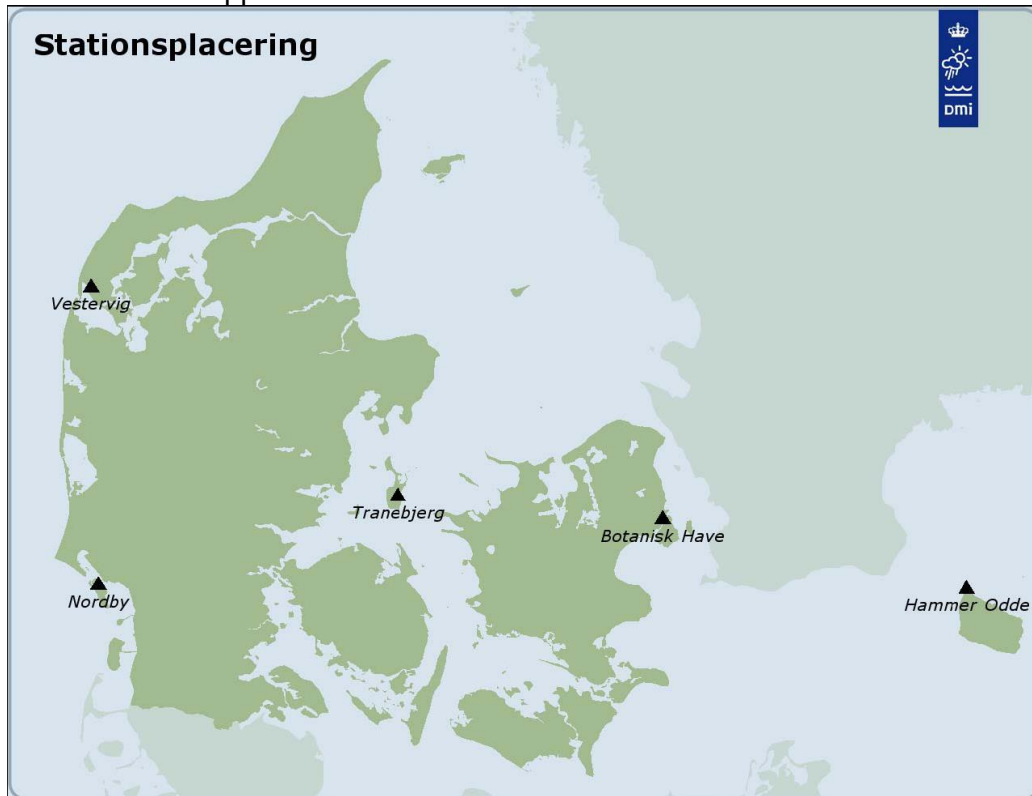 Stationsplacering
DMI
Vestervig
Tranebjerg
Botanisk Have
Nordby
Hammer Odde